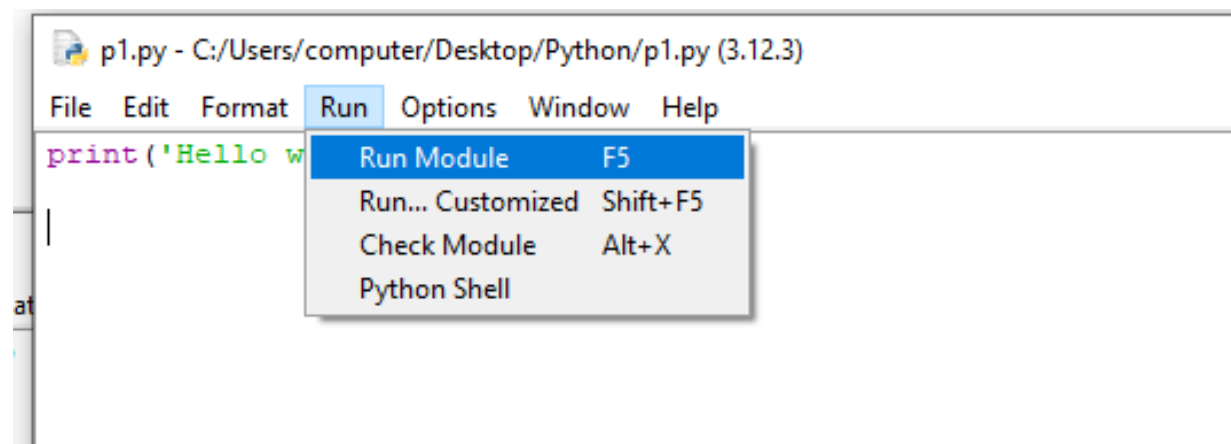 p1.py - C:/Users/computer/Desktop/Python/p1.py (3.12.3)
File Edit Format Run Options Window Help
print('Hello w
Run Module F5
Run... Customized Shift+F5
Check Module Alt+X
Python Shell
at